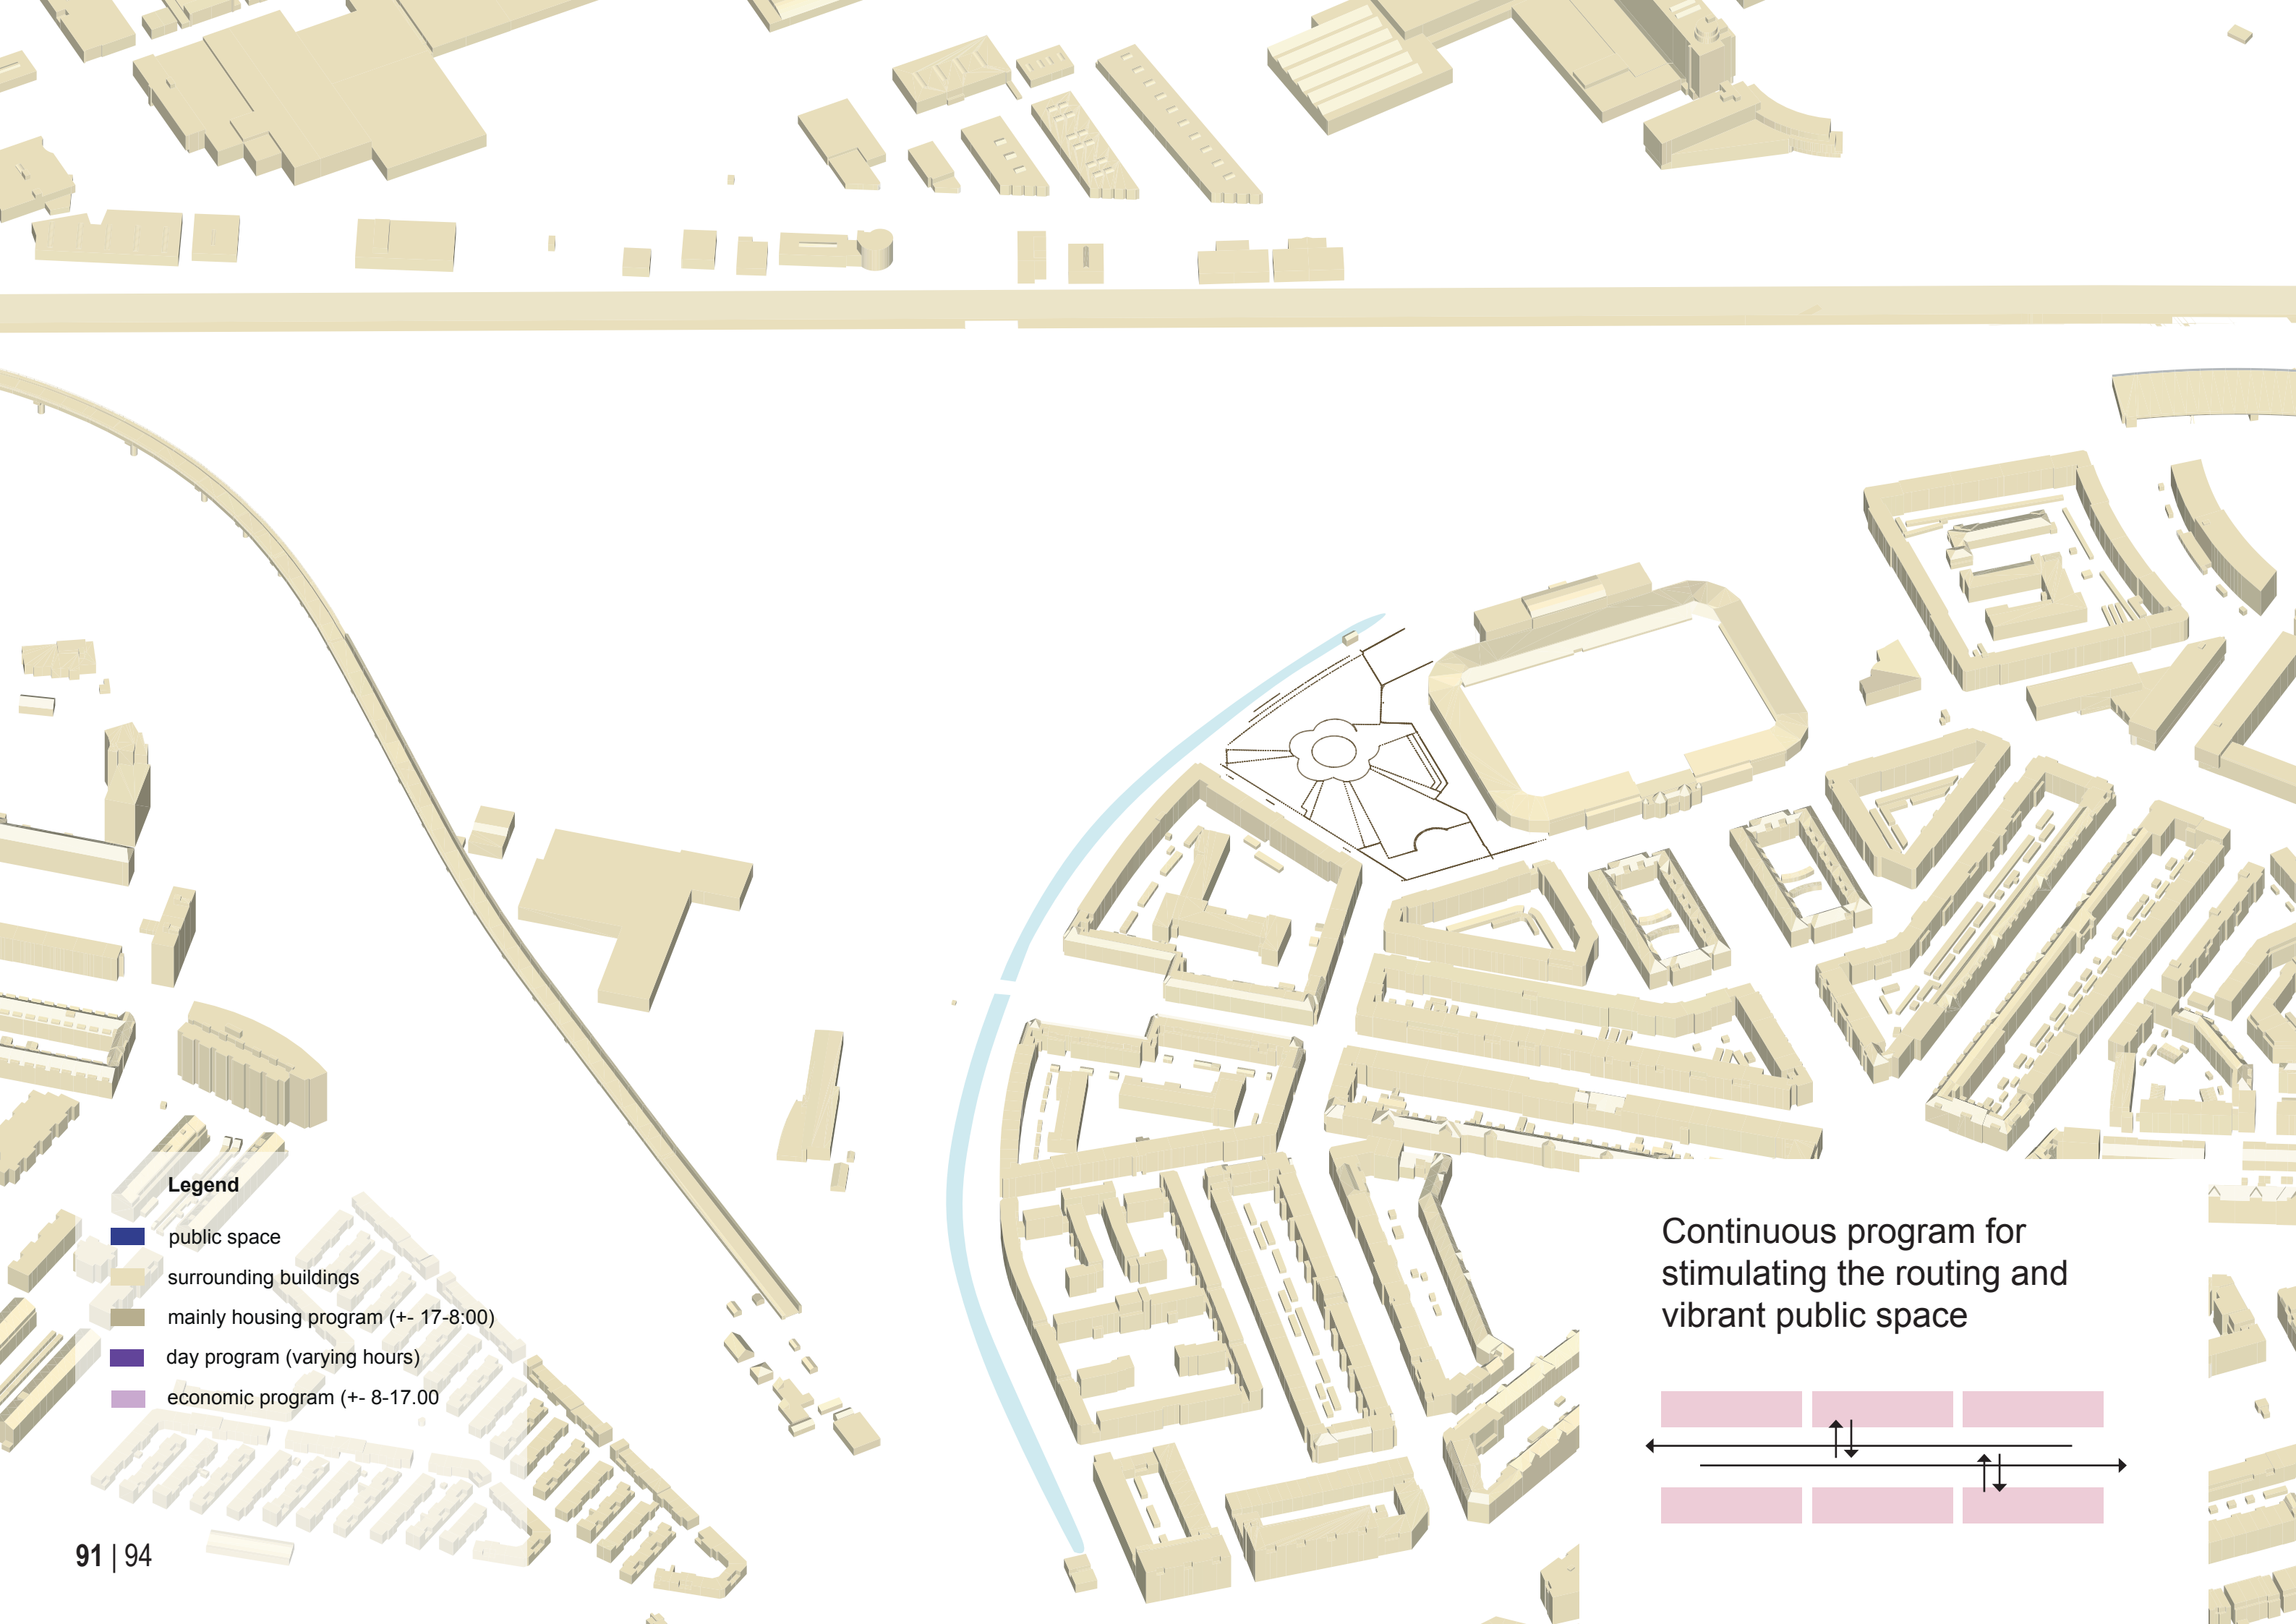 Legend
public space
surrounding buildings
mainly housing program (+- 17-8:00)
day program (varying hours)
economic program (+- 8-17.00
Continuous program for
stimulating the routing and
vibrant public space
91 | 94